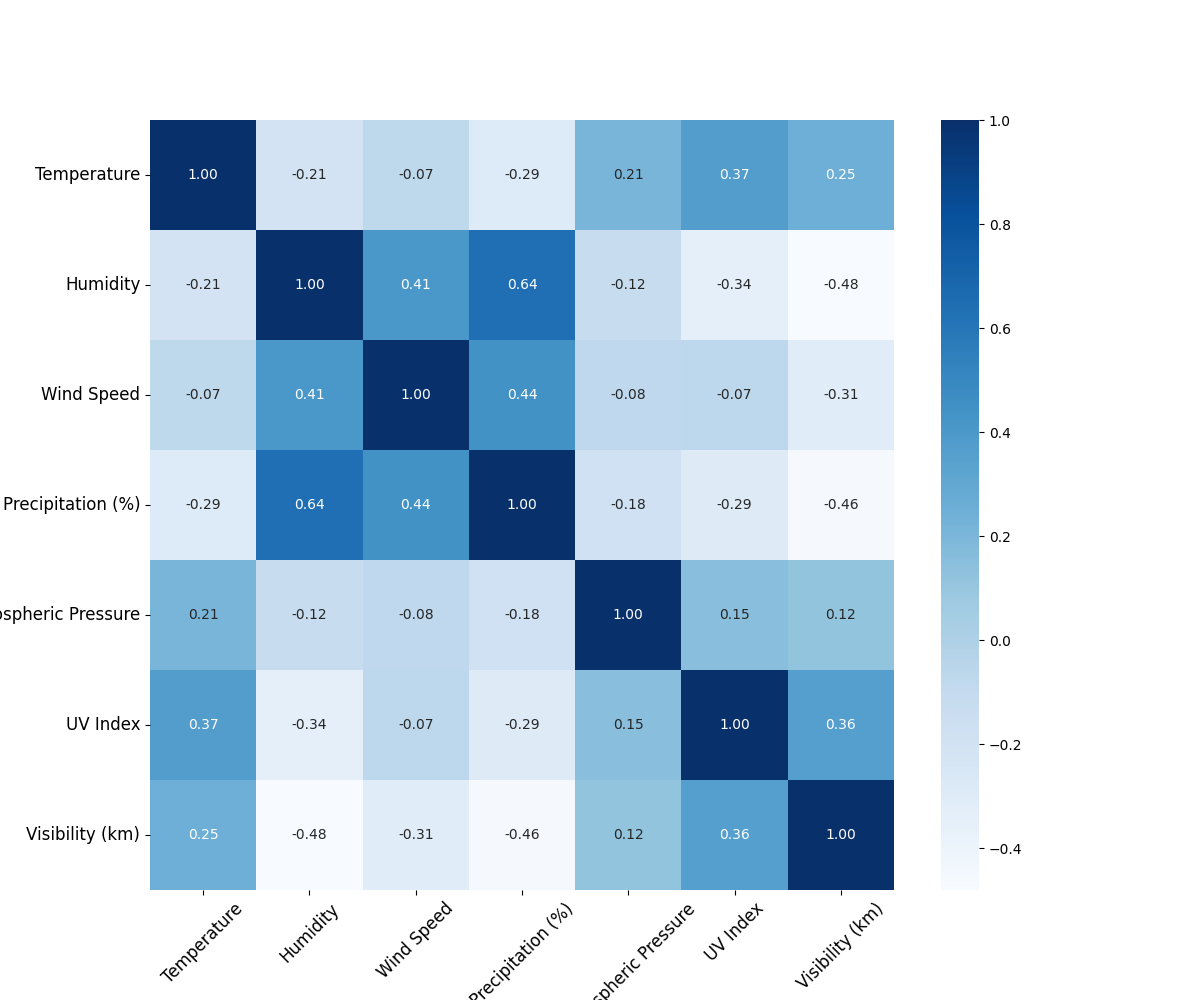 Temperature 1.00 -0.21 -0.07 -0.29 0.21 0.37 0.25
Humidity -0.21 1.00 0.41 0.64 -0.12 -0.34 -0.48
Wind Speed -0.07 0.41 1.00 0.44 -0.08 -0.07 -0.31
Precipitation (%) -0.29 0.64 0.44 1.00 -0.18 -0.29 -0.46
ospheric Pressure 0.21 -0.12 -0.08 -0.18 1.00 0.15 0.12
UV Index 0.37 -0.34 -0.07 -0.29 0.15 1.00 0.36
Visibility (km) 0.25 -0.48 -0.31 -0.46 0.12 0.36 1.00
Temperature
Humidity
Wind Speed
Precipitation (%)
spheric Pressure
UV Index
Visibility (km)
1.0
0.8
0.6
0.4
0.2
0.0
−0.2
−0.4